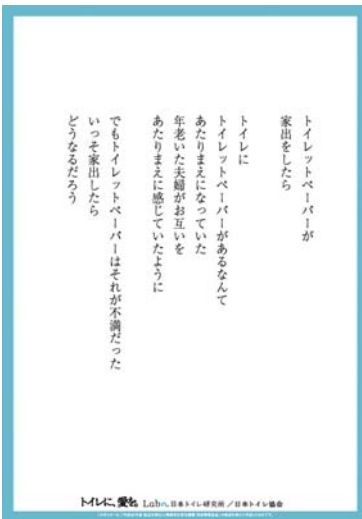 トイレットペーパーが
家出をしたら
トイレに
トイレットペーパーがあるなんて
あたりまえになっていた
年老いた夫婦がお互いを
あたりまえに感じていたように
でもトイレットペーパーはそれが不満だった
いっそ家出したら
どうなるだろう
トイレに、愛を。 Labo. 日本トイレ研究所／日本トイレ協会